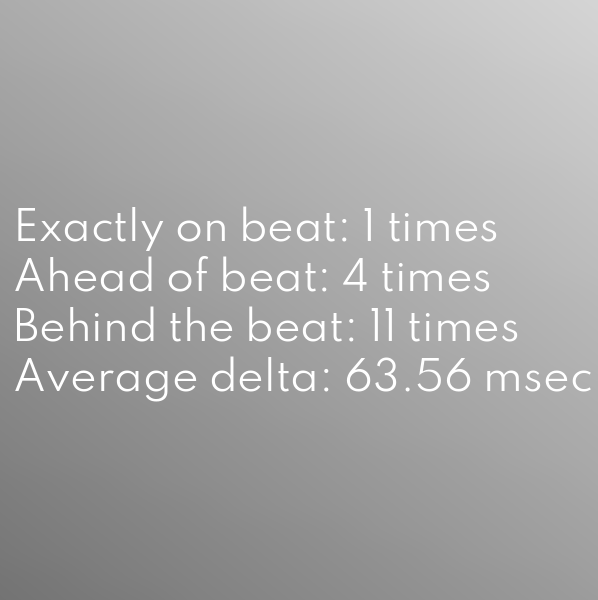 Exactly on beat: 1 times
Ahead of beat: 4 times
Behind the beat: 11 times
Average delta: 63.56 msec